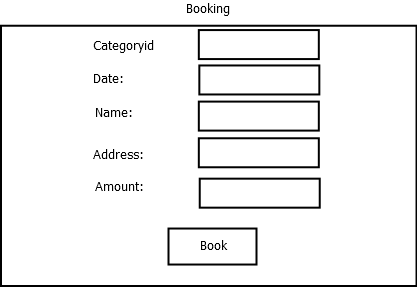 Booking
Categoryid
Date:
Name:
Address:
Amount:
Book